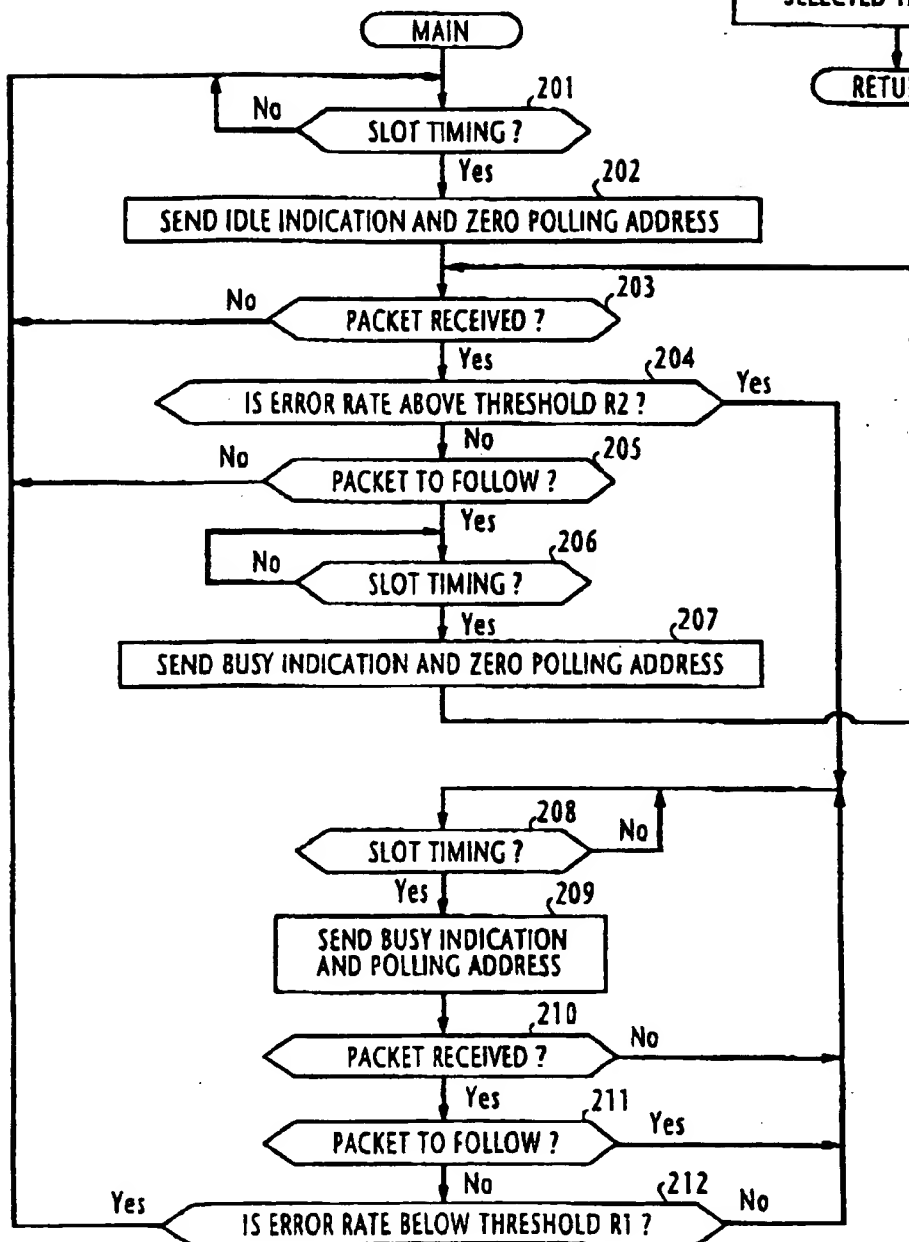 SELECTED
MAIN
201
No
SLOT TIMING ?
Yes
202
SEND IDLE INDICATION AND ZERO POLLING ADDRESS
203
No
PACKET RECEIVED ?
Yes
204
Yes
IS ERROR RATE ABOVE THRESHOLD R2 ?
No
205
No
PACKET TO FOLLOW ?
Yes
206
No
SLOT TIMING ?
Yes
207
SEND BUSY INDICATION AND ZERO POLLING ADDRESS
208
No
SLOT TIMING ?
Yes
209
SEND BUSY INDICATION
AND POLLING ADDRESS
210
No
PACKET RECEIVED ?
Yes
211
Yes
PACKET TO FOLLOW ?
No
212
Yes
No
IS ERROR RATE BELOW THRESHOLD R1 ?